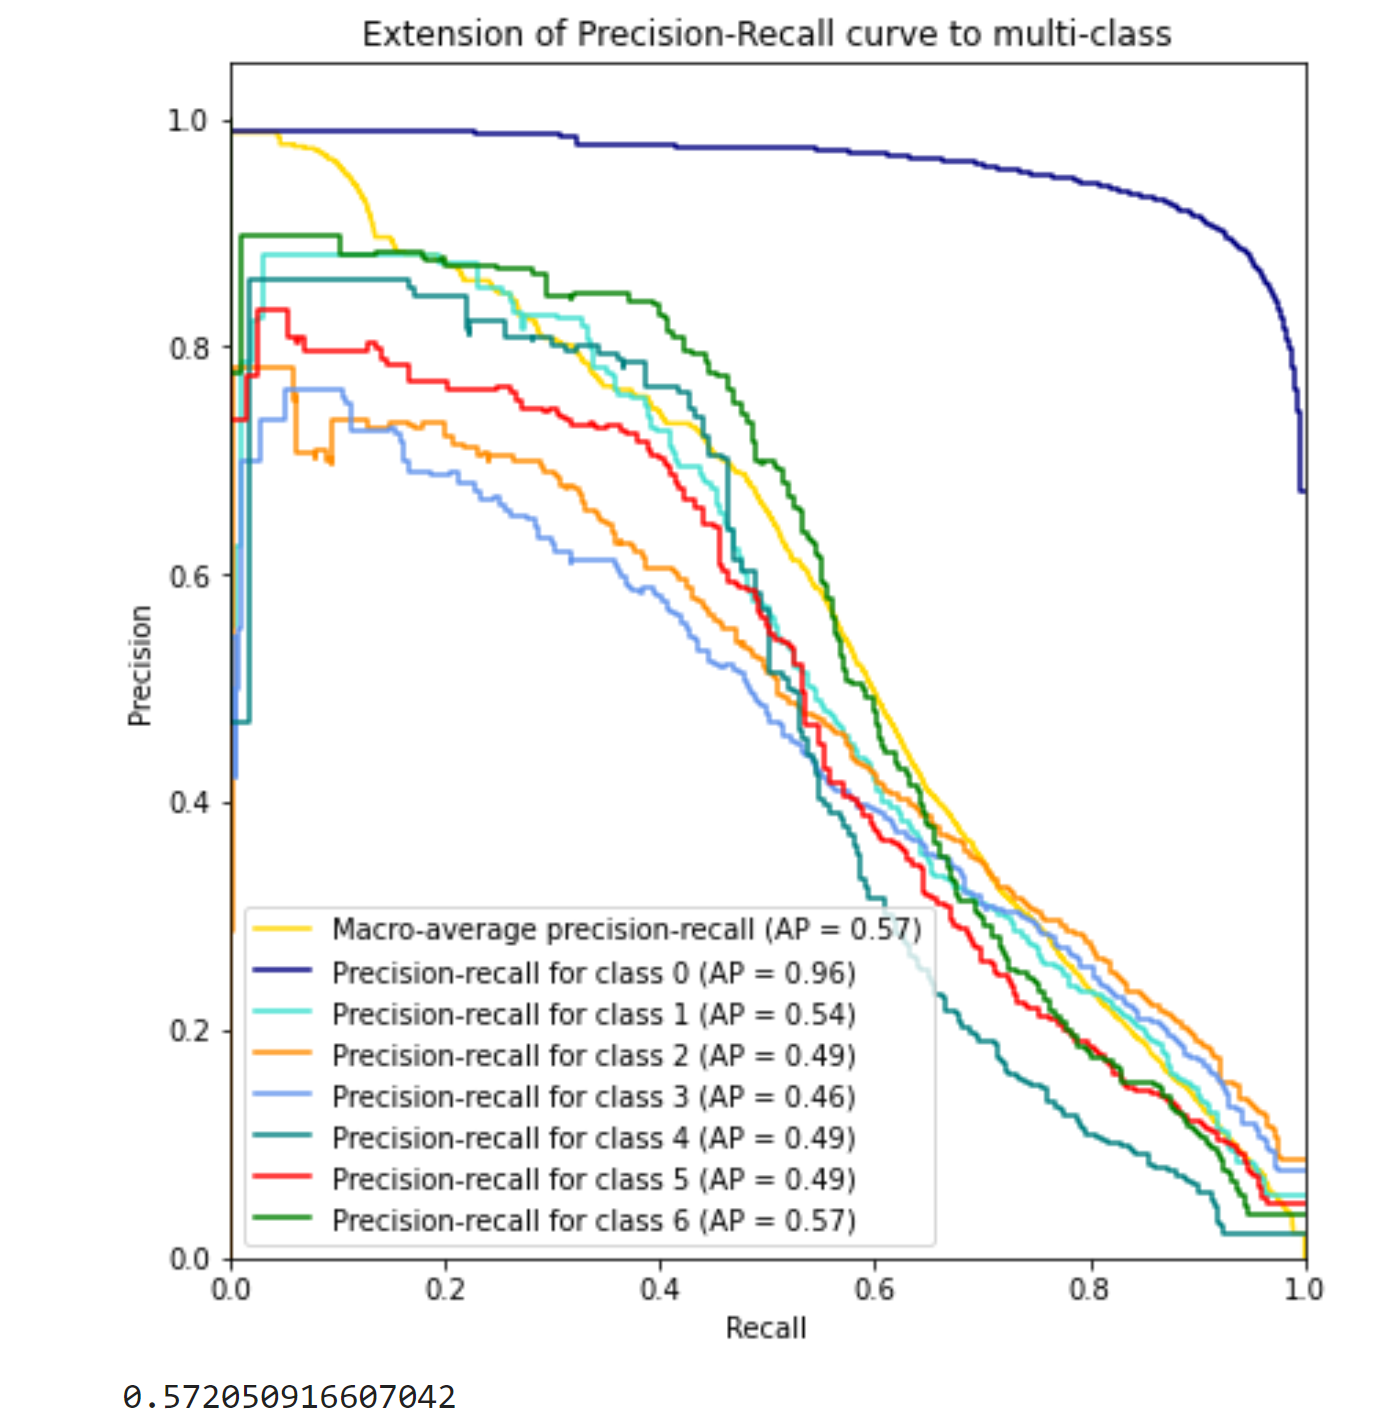 Extension of Precision-Recall curve to multi-class
1.0
0.8
0.6
0.4
0.2
0.0
Precision
Macro-average precision-recall (AP = 0.57)
Precision-recall for class 0 (AP = 0.96)
Precision-recall for class 1 (AP = 0.54)
Precision-recall for class 2 (AP = 0.49)
Precision-recall for class 3 (AP = 0.46)
Precision-recall for class 4 (AP = 0.49)
Precision-recall for class 5 (AP = 0.49)
Precision-recall for class 6 (AP = 0.57)
0.0 0.2 0.4 0.6 0.8 1.0
Recall
0.572050916607042